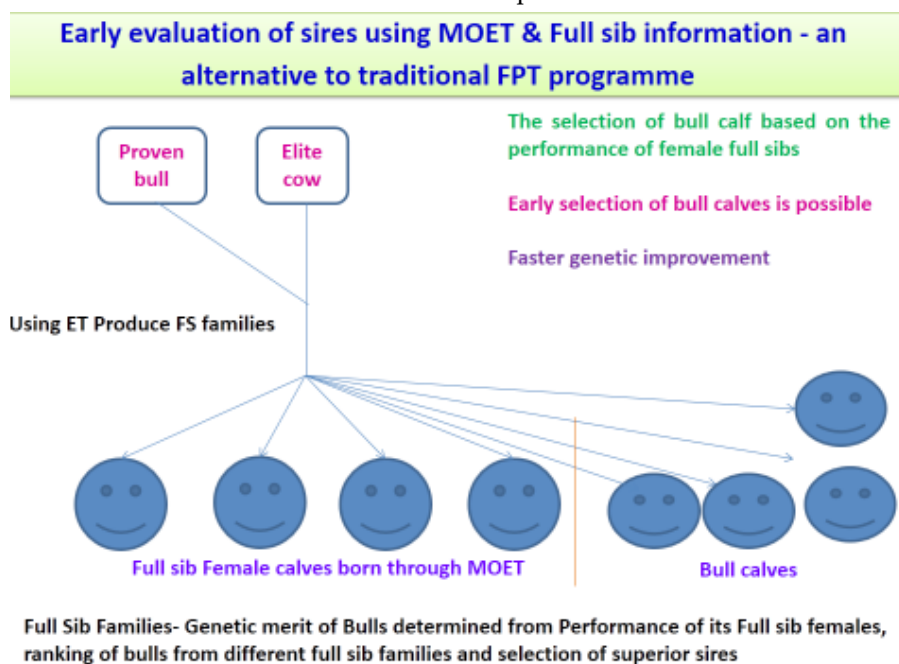 Early evaluation of sires using MOET & Full sib information - an
alternative to traditional FPT programme
The selection of bull calf based on the
performance of female full sibs
Proven
bull
Elite
cow
Early selection of bull calves is possible
Faster genetic improvement
Using ET Produce FS families
Full sib Female calves born through MOET
Bull calves
Full Sib Families- Genetic merit of Bulls determined from Performance of its Full sib females,
ranking of bulls from different full sib families and selection of superior sires